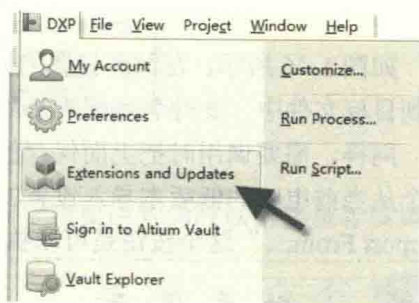 DXP File View Project Window Help
My Account
Customize...
Preferences
Run Process...
Extensions and Updates
Run Script...
Sign in to Altium Vault
Vault Explorer